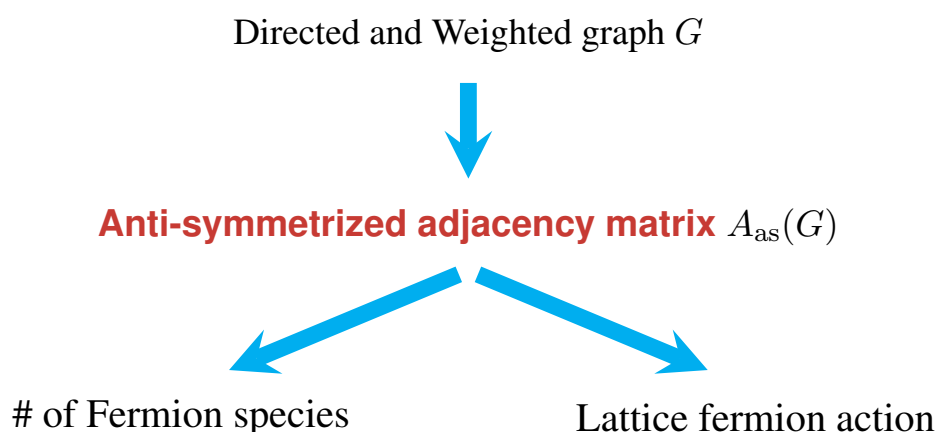 Directed and Weighted graph G
Anti-symmetrized adjacency matrix A_as(G)
# of Fermion species
Lattice fermion action